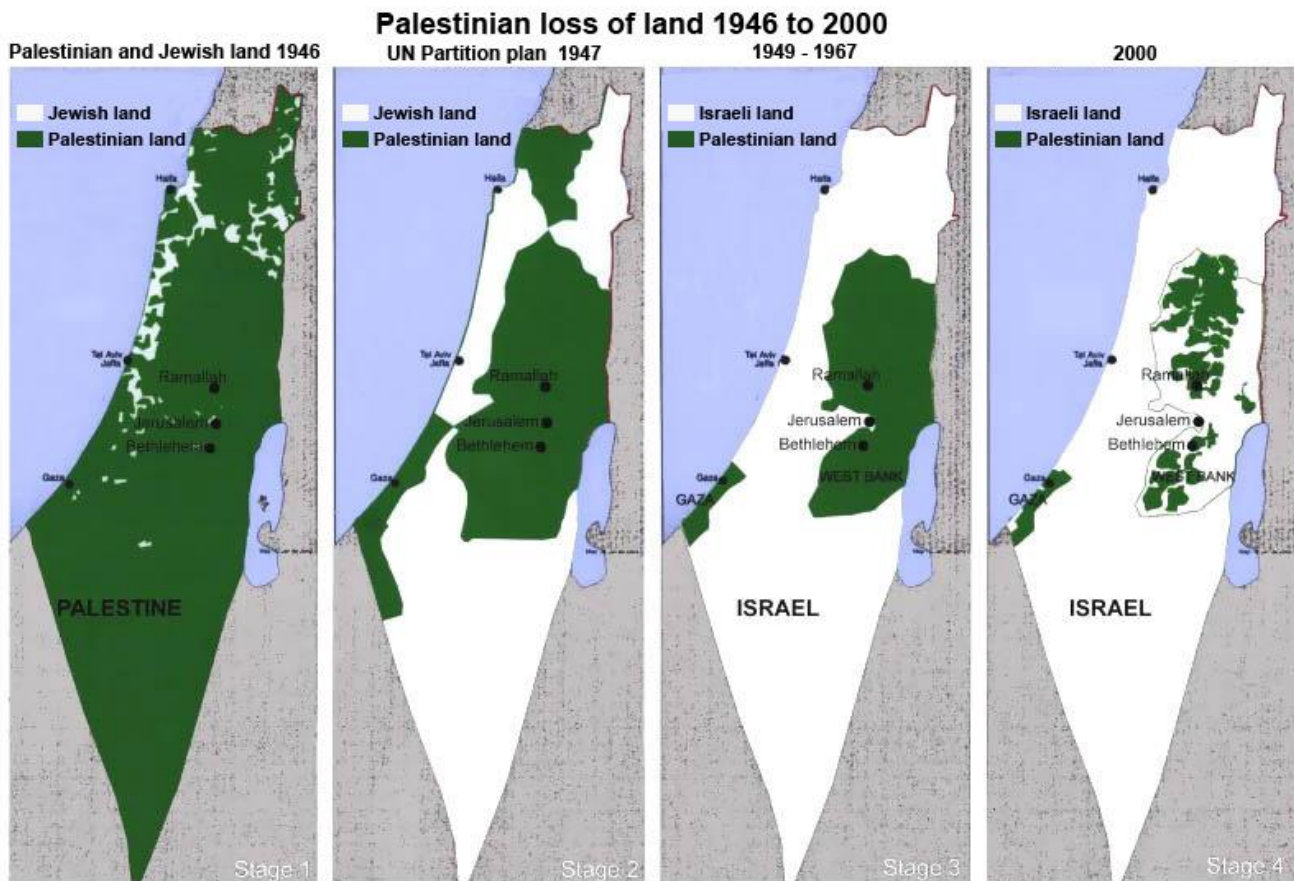 Palestinian loss of land 1946 to 2000
Palestinian and Jewish land 1946
Jewish land
Palestinian land
Haifa
Tel Aviv
Jaffa
Ramallah
Jerusalem
Bethlehem
Gaza
PALESTINE
Stage 1
UN Partition plan 1947
Jewish land
Palestinian land
Haifa
Tel Aviv
Jaffa
Ramallah
Jerusalem
Bethlehem
Gaza
Stage 2
1949 - 1967
Israeli land
Palestinian land
Haifa
Tel Aviv
Jaffa
Ramallah
Jerusalem
Bethlehem
WEST BANK
Gaza
GAZA
ISRAEL
Stage 3
2000
Israeli land
Palestinian land
Haifa
Tel Aviv
Jaffa
Ramallah
Jerusalem
Bethlehem
WEST BANK
Gaza
GAZA
ISRAEL
Stage 4